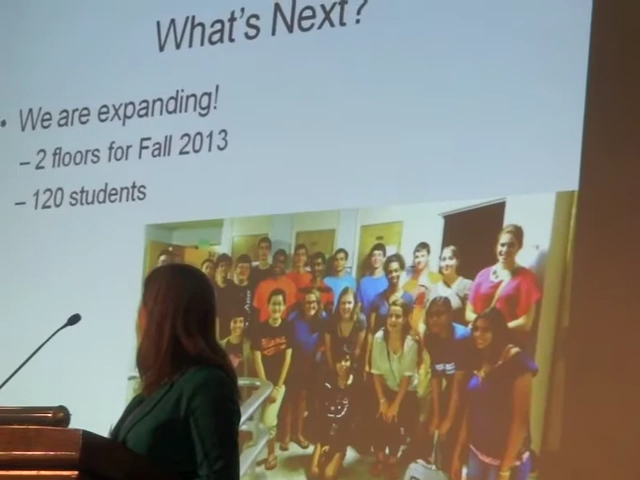 What's Next?
• We are expanding!
– 2 floors for Fall 2013
– 120 students